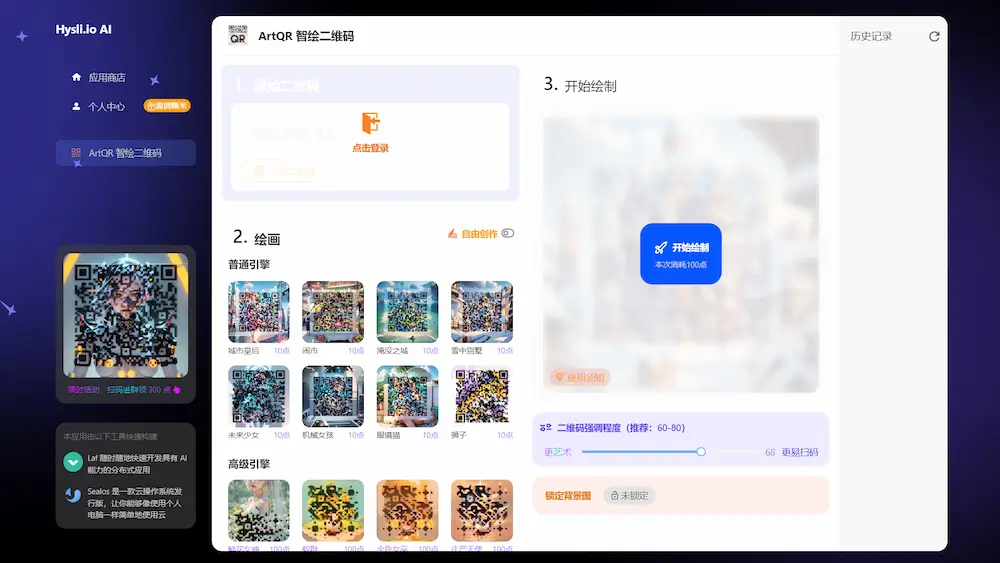 Hysli.io AI
应用商店
个人中心
ArtQR 智绘二维码
限时活动，扫码进群领 300 点
本应用由以下工具快速构建
Laf 随时随地快速开发具有 AI
能力的分布式应用
Sealos 是一款云操作系统发
行版，让你能够像使用个人
电脑一样简单地使用云
QR
ArtQR 智绘二维码
1. 原始二维码
点击登录
2. 绘画
自由创作
普通引擎
城市皇后 10点
闹市 10点
淹没之城 10点
雪中别墅 10点
未来少女 10点
机械女孩 10点
眼镜猫 10点
狮子 10点
高级引擎
100点
100点
100点
100点
3. 开始绘制
开始绘制
本次消耗100点
使用须知
二维码强调程度（推荐：60-80）
更艺术 68 更易扫码
锁定背景图 未锁定
历史记录